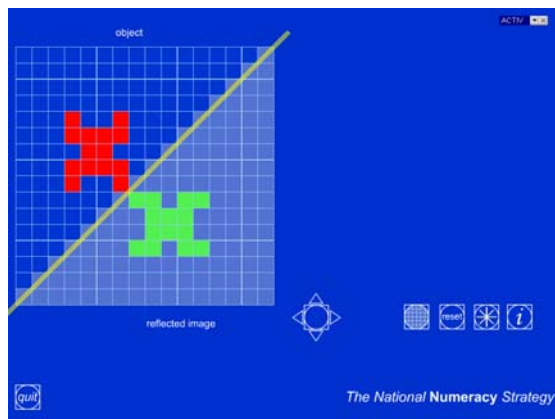 ACTIV
object
reflected image
reset
i
quit
The National Numeracy Strategy